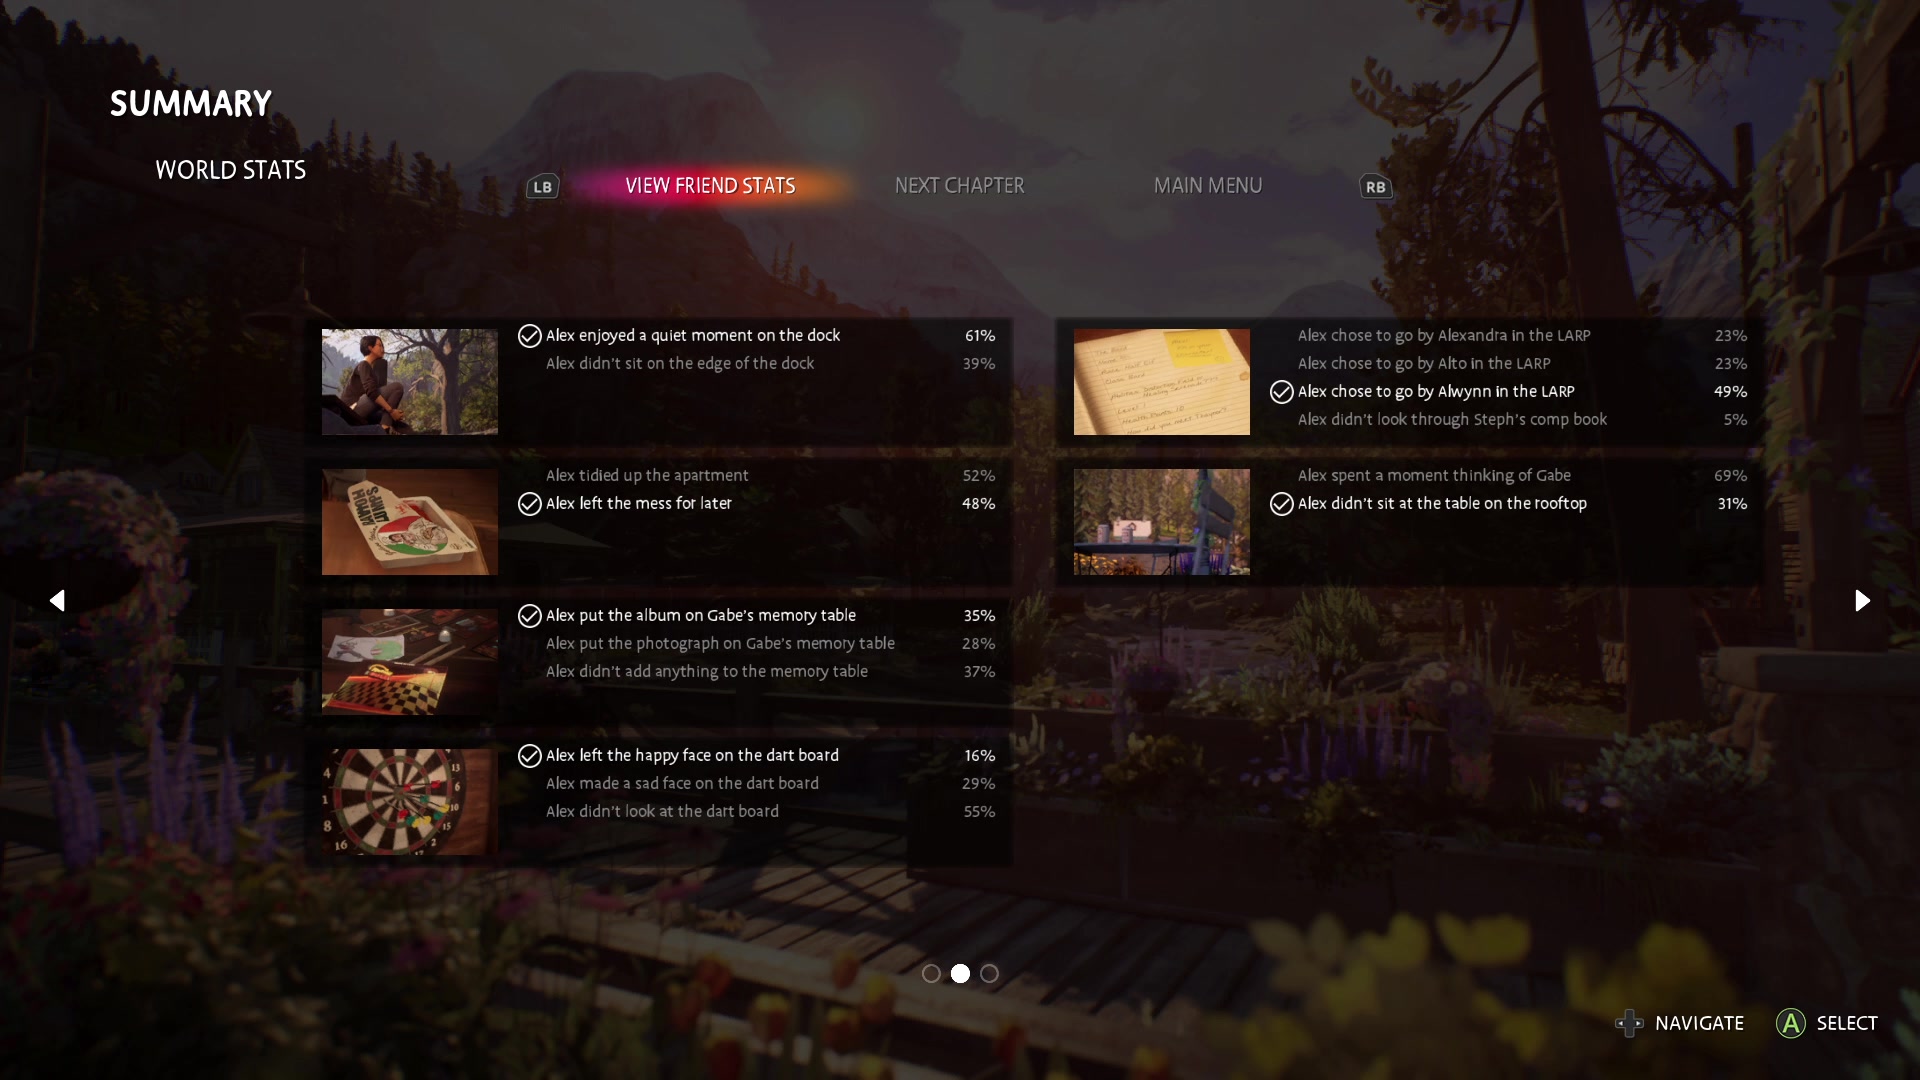 SUMMARY
WORLD STATS
LB
VIEW FRIEND STATS
NEXT CHAPTER
MAIN MENU
RB
Alex enjoyed a quiet moment on the dock 61%
Alex didn't sit on the edge of the dock 39%
Alex tidied up the apartment 52%
Alex left the mess for later 48%
Alex put the album on Gabe's memory table 35%
Alex put the photograph on Gabe's memory table 28%
Alex didn't add anything to the memory table 37%
Alex left the happy face on the dart board 16%
Alex made a sad face on the dart board 29%
Alex didn't look at the dart board 55%
Alex chose to go by Alexandra in the LARP 23%
Alex chose to go by Alto in the LARP 23%
Alex chose to go by Alwynn in the LARP 49%
Alex didn't look through Steph's comp book 5%
Alex spent a moment thinking of Gabe 69%
Alex didn't sit at the table on the rooftop 31%
NAVIGATE
A SELECT